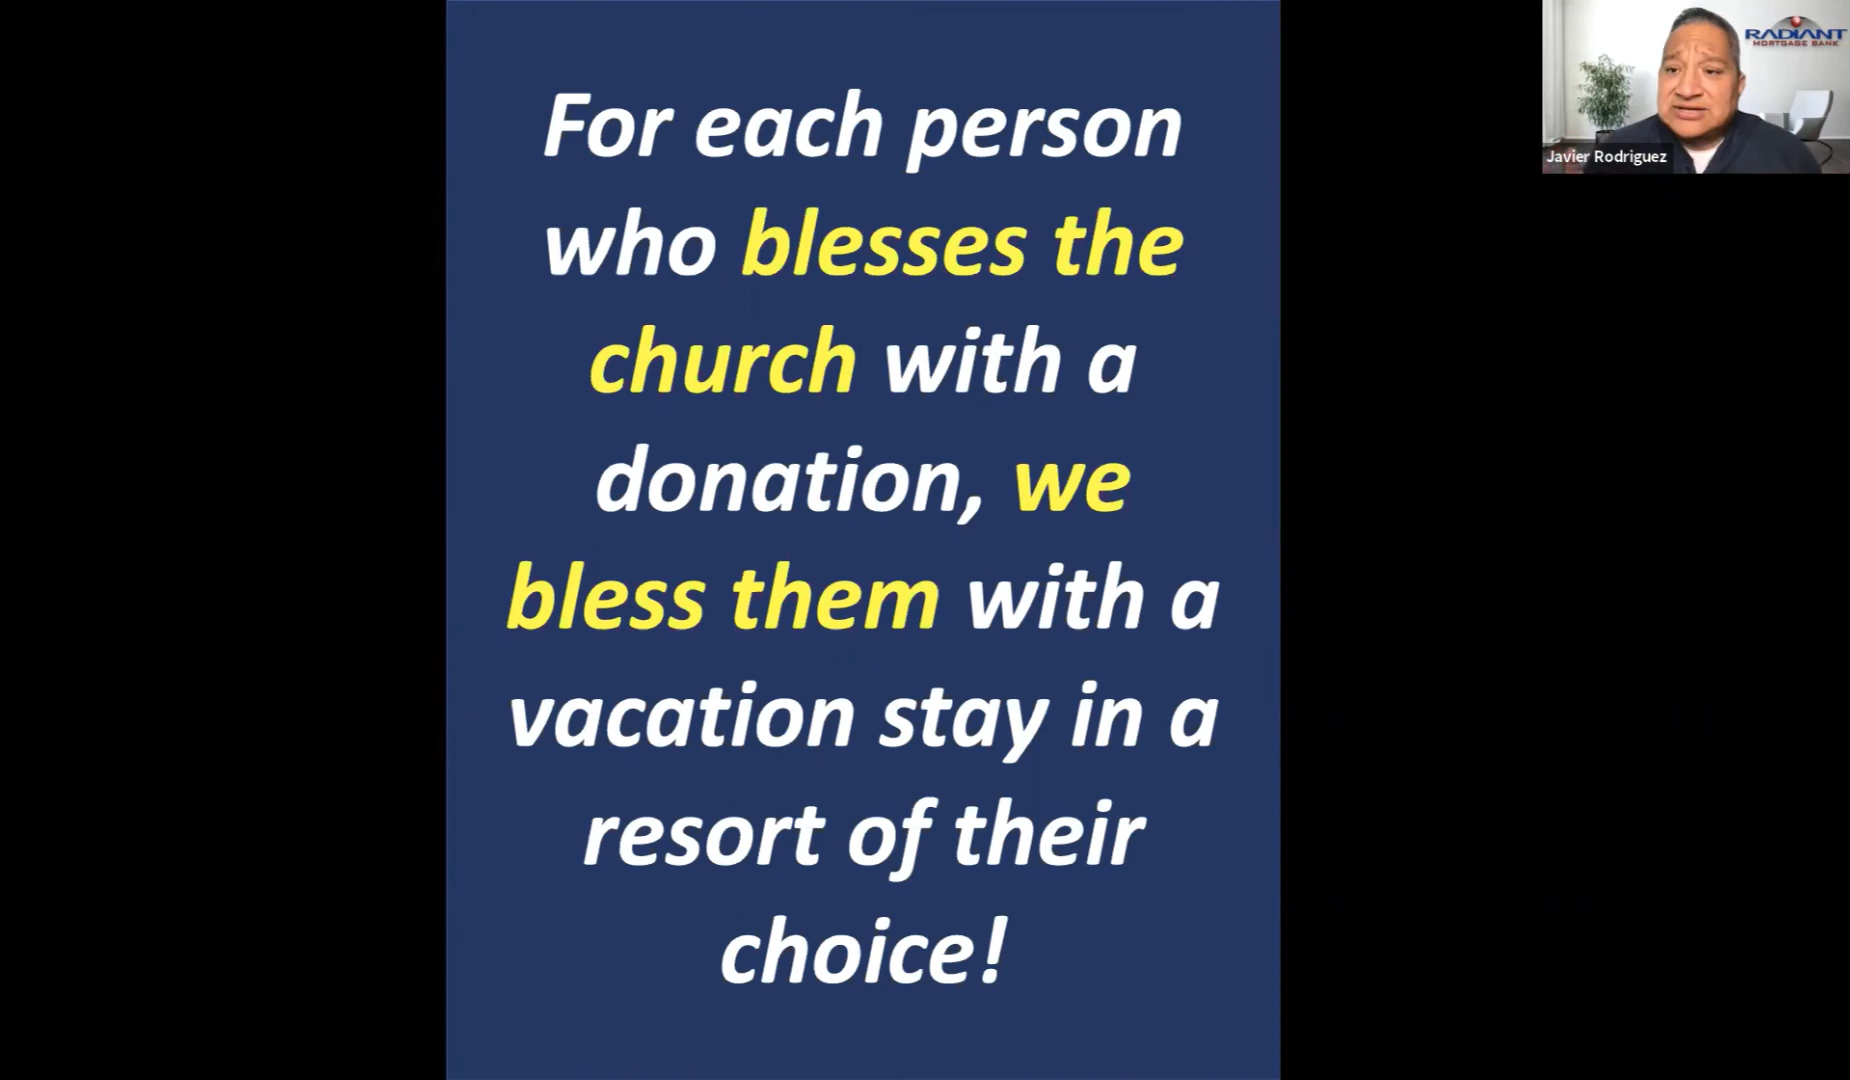 For each person
who blesses the
church with a
donation, we
bless them with a
vacation stay in a
resort of their
choice!
RADIANT
MORTGAGE BANK
Javier Rodriguez